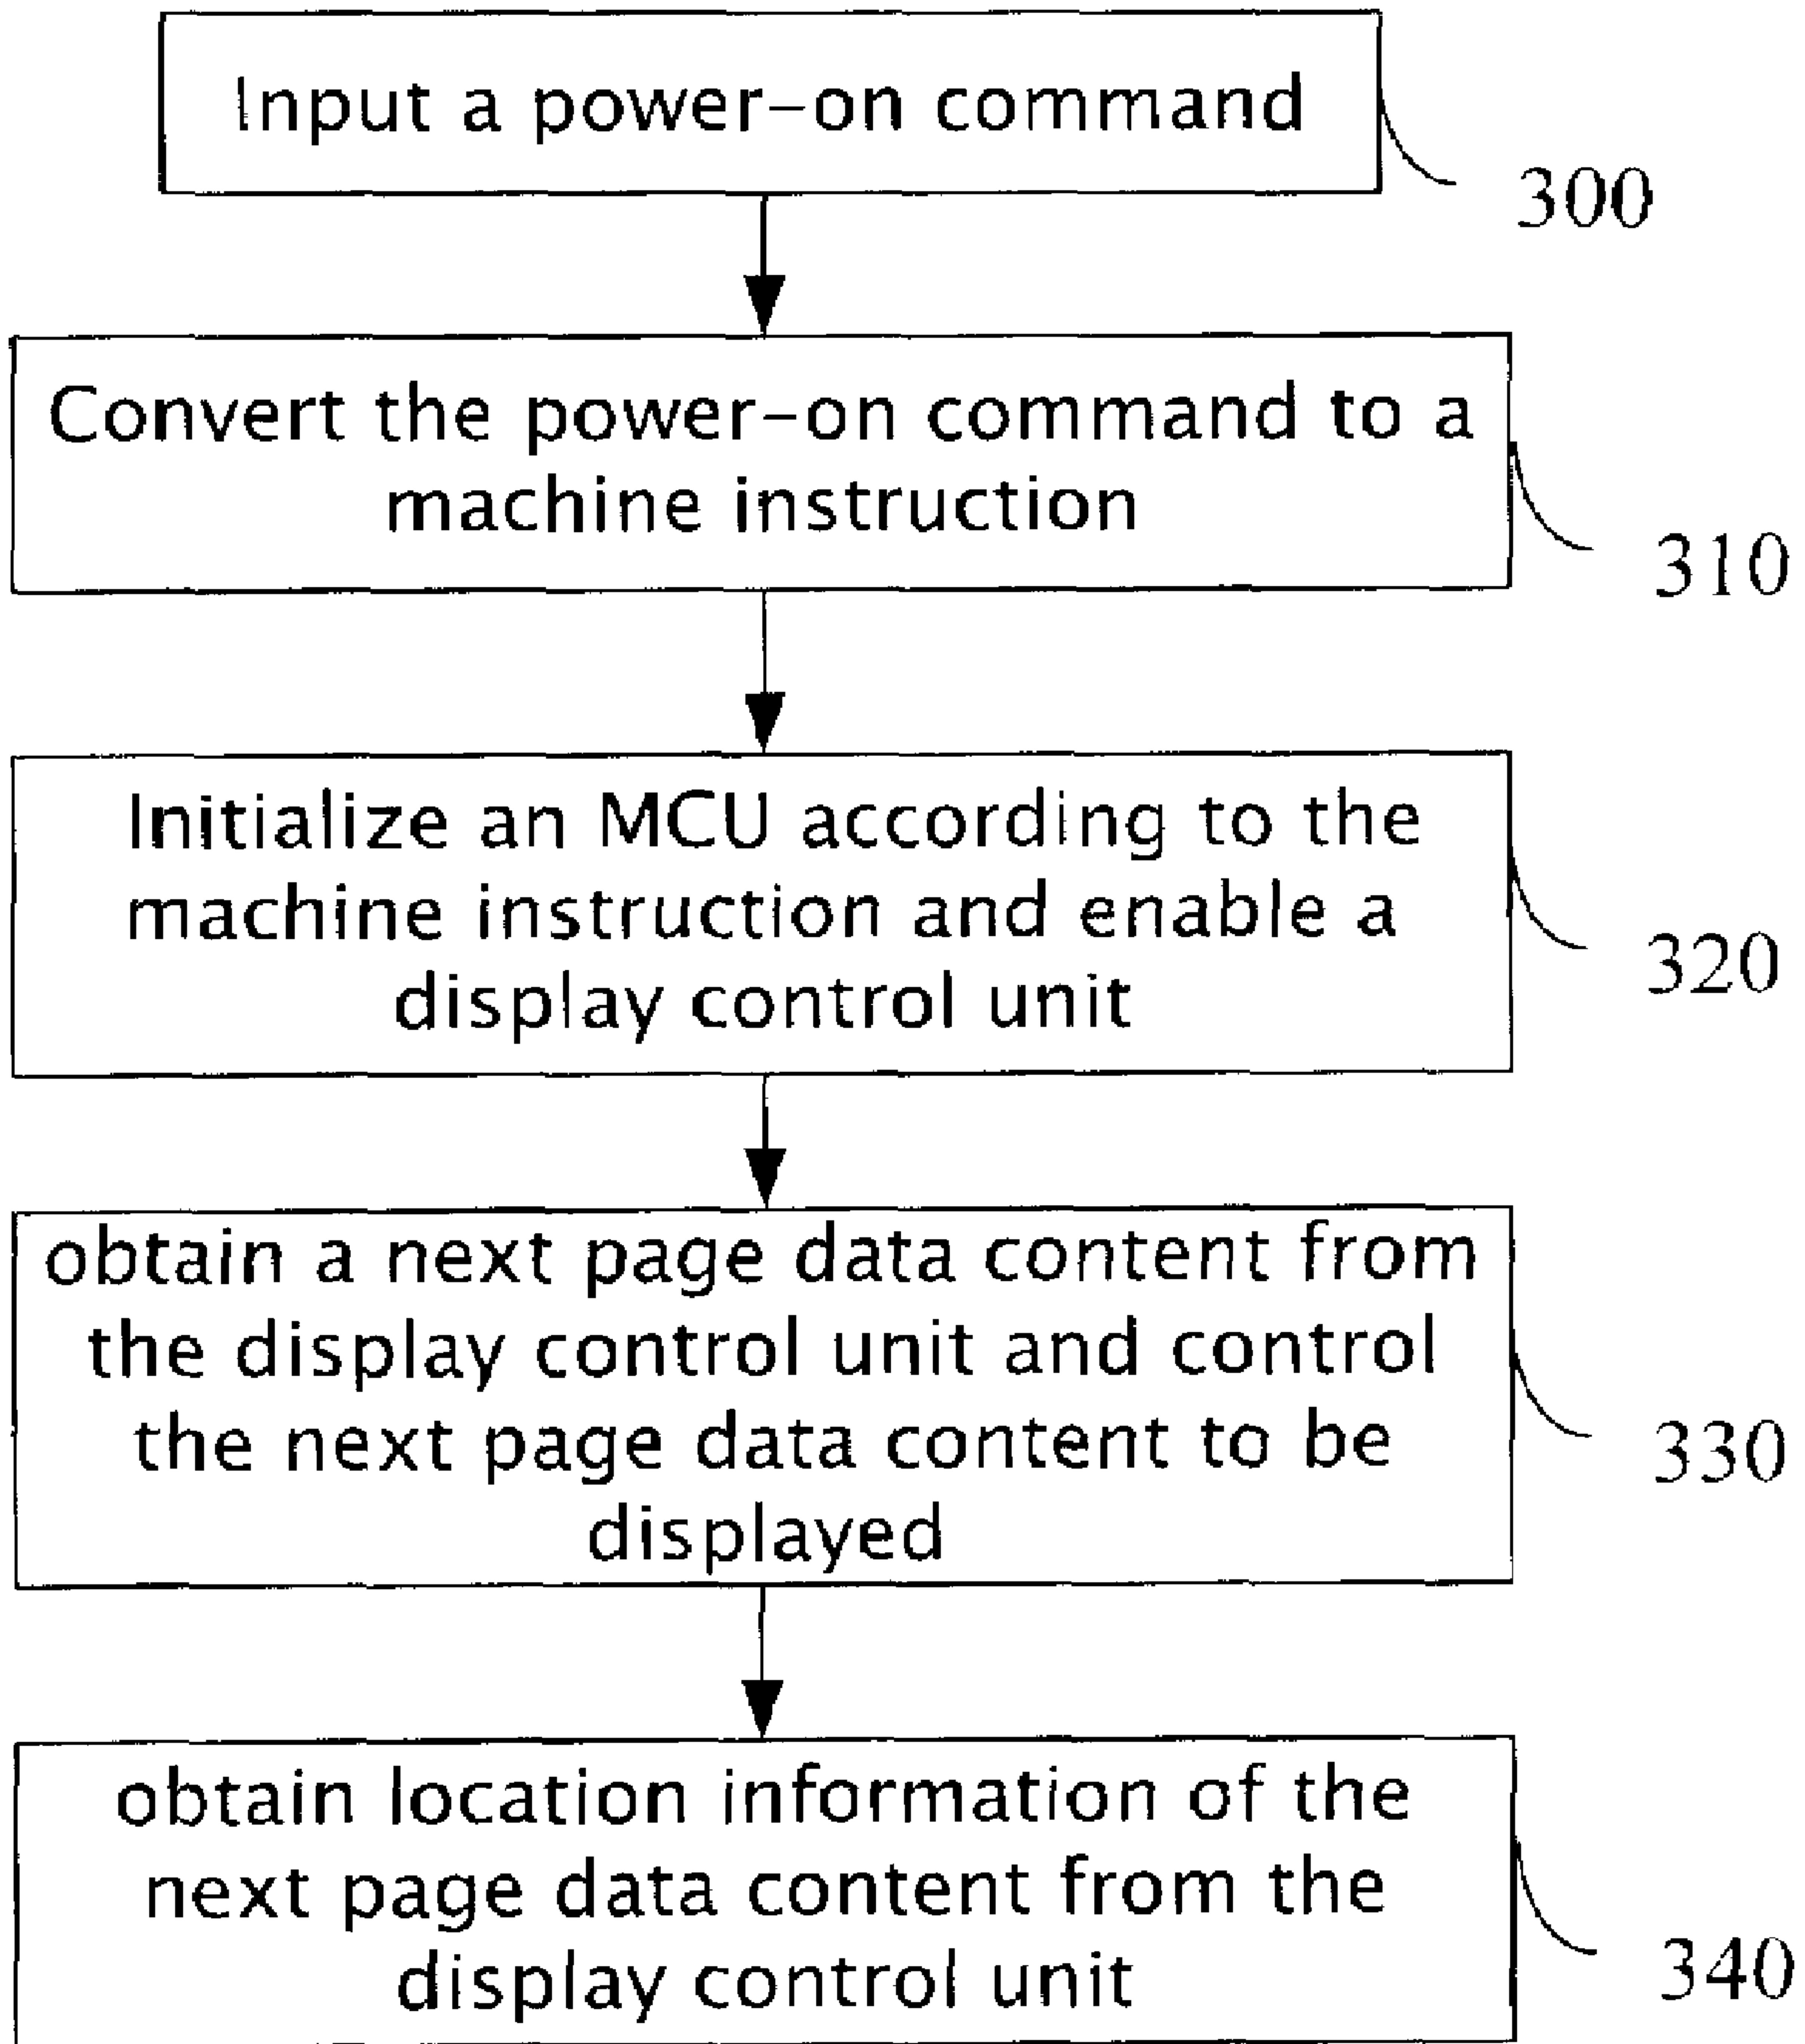 Input a power-on command
300
Convert the power-on command to a
machine instruction
310
Initialize an MCU according to the
machine instruction and enable a
display control unit
320
obtain a next page data content from
the display control unit and control
the next page data content to be
displayed
330
obtain location information of the
next page data content from the
display control unit
340